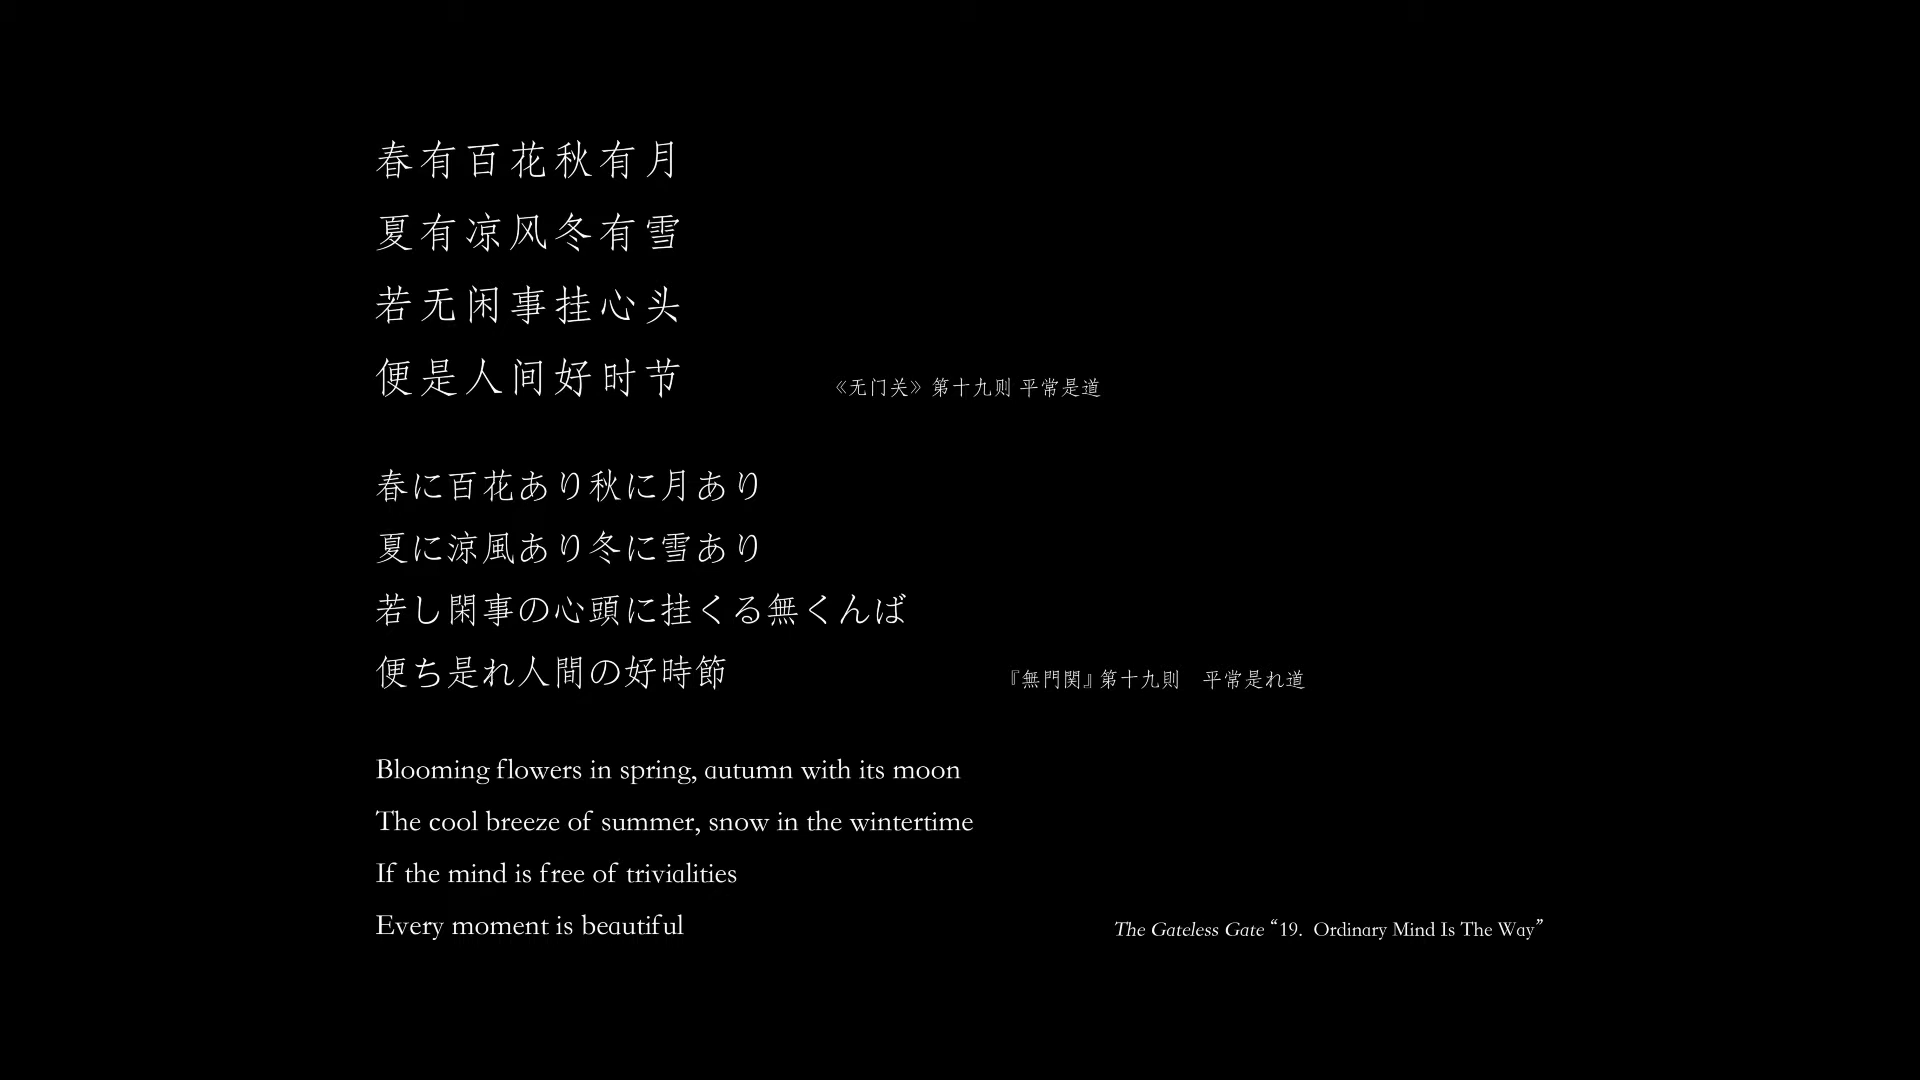 春有百花秋有月
夏有凉风冬有雪
若无闲事挂心头
便是人间好时节
《无门关》第十九则 平常是道
春に百花あり秋に月あり
夏に涼風あり冬に雪あり
若し閑事の心頭に挂くる無くんば
便ち是れ人間の好時節
『無門関』第十九則　平常是れ道
Blooming flowers in spring, autumn with its moon
The cool breeze of summer, snow in the wintertime
If the mind is free of trivialities
Every moment is beautiful
The Gateless Gate “19. Ordinary Mind Is The Way”